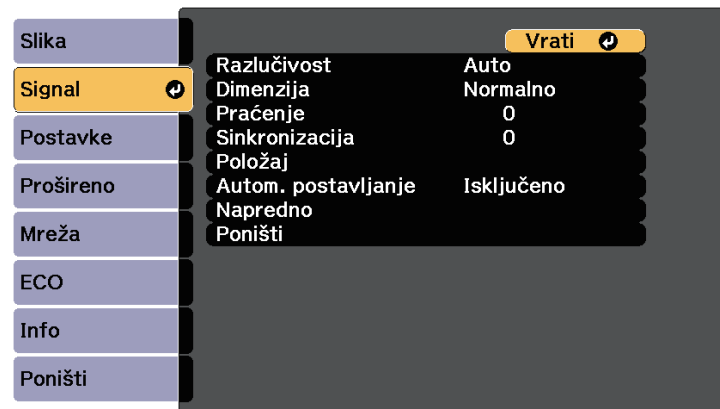 Slika
Signal
Postavke
Prošireno
Mreža
ECO
Info
Poništi
Vrati
Razlučivost Auto
Dimenzija Normalno
Praćenje 0
Sinkronizacija 0
Položaj
Autom. postavljanje Isključeno
Napredno
Poništi